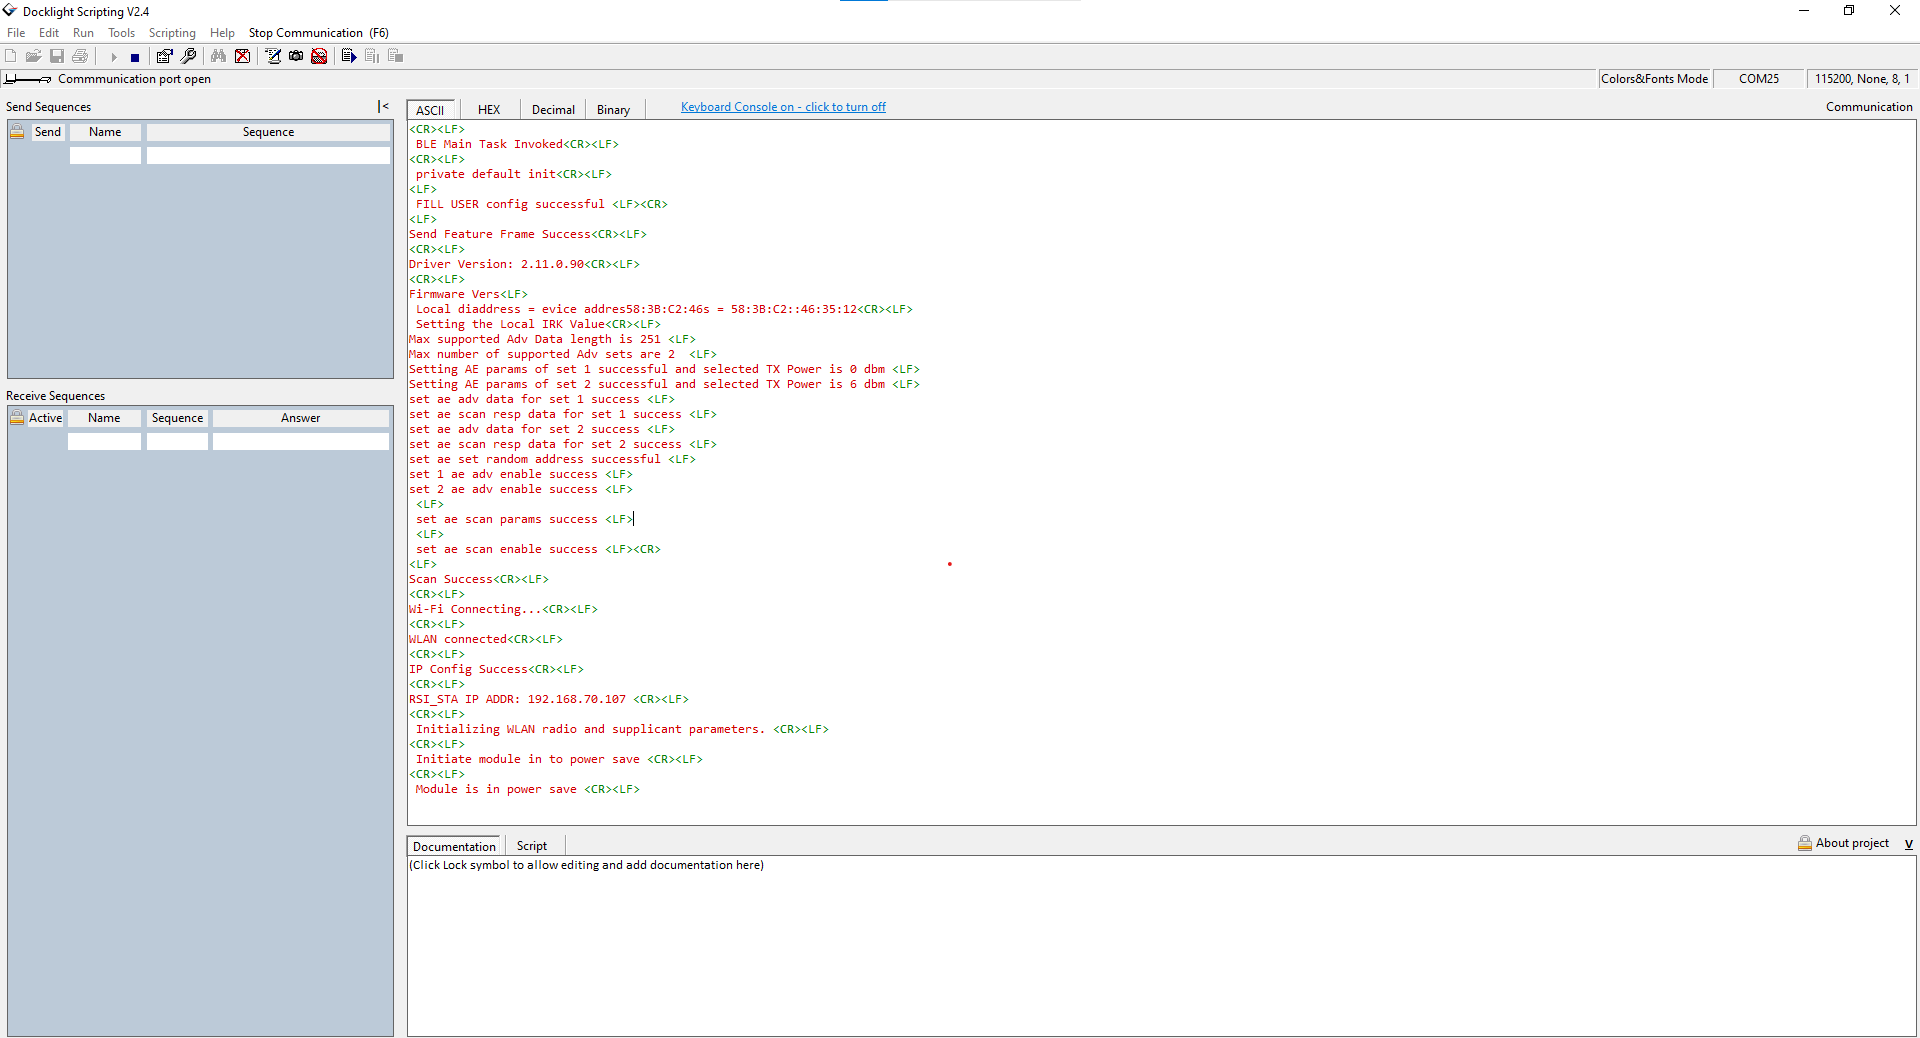 Docklight Scripting V2.4
File Edit Run Tools Scripting Help Stop Communication (F6)
Commmunication port open
Colors&Fonts Mode COM25 115200, None, 8, 1
Send Sequences
Send Name Sequence
Receive Sequences
Active Name Sequence Answer
ASCII HEX Decimal Binary Keyboard Console on - click to turn off Communication
<CR><LF>
BLE Main Task Invoked<CR><LF>
<CR><LF>
private default init<CR><LF>
<LF>
FILL USER config successful <LF><CR>
<LF>
Send Feature Frame Success<CR><LF>
<CR><LF>
Driver Version: 2.11.0.90<CR><LF>
<CR><LF>
Firmware Vers<LF>
Local diaddress = evice addres58:3B:C2:46s = 58:3B:C2::46:35:12<CR><LF>
Setting the Local IRK Value<CR><LF>
Max supported Adv Data length is 251 <LF>
Max number of supported Adv sets are 2  <LF>
Setting AE params of set 1 successful and selected TX Power is 0 dbm <LF>
Setting AE params of set 2 successful and selected TX Power is 6 dbm <LF>
set ae adv data for set 1 success <LF>
set ae scan resp data for set 1 success <LF>
set ae adv data for set 2 success <LF>
set ae scan resp data for set 2 success <LF>
set ae set random address successful <LF>
set 1 ae adv enable success <LF>
set 2 ae adv enable success <LF>
<LF>
set ae scan params success <LF>
<LF>
set ae scan enable success <LF><CR>
<LF>
Scan Success<CR><LF>
<CR><LF>
Wi-Fi Connecting...<CR><LF>
<CR><LF>
WLAN connected<CR><LF>
<CR><LF>
IP Config Success<CR><LF>
<CR><LF>
RSI_STA IP ADDR: 192.168.70.107 <CR><LF>
<CR><LF>
Initializing WLAN radio and supplicant parameters. <CR><LF>
<CR><LF>
Initiate module in to power save <CR><LF>
<CR><LF>
Module is in power save <CR><LF>
Documentation Script About project V
(Click Lock symbol to allow editing and add documentation here)